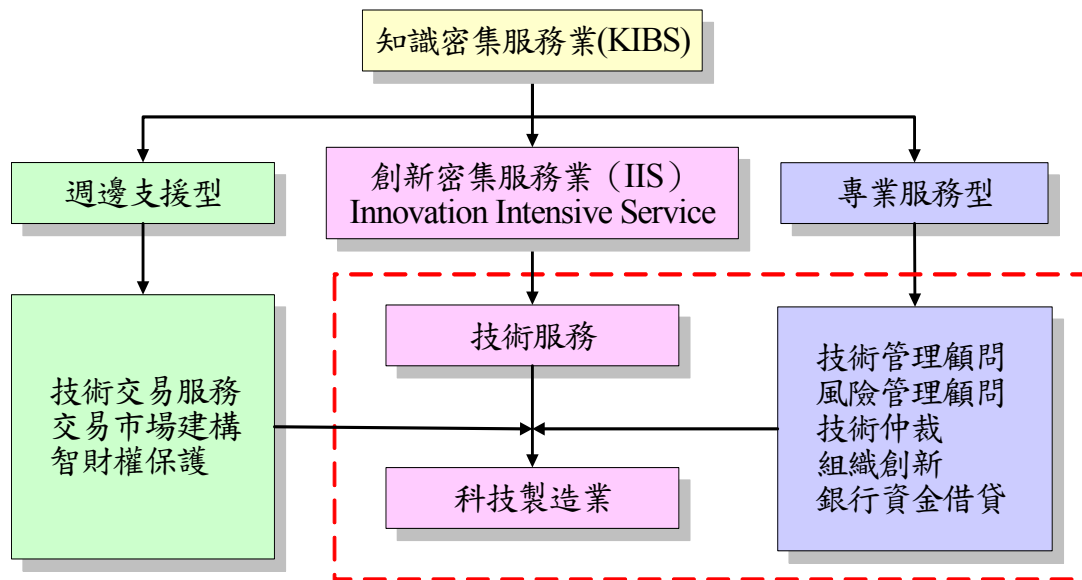 知識密集服務業(KIBS)
週邊支援型
創新密集服務業（IIS）
Innovation Intensive Service
專業服務型
技術交易服務
交易市場建構
智財權保護
技術服務
科技製造業
技術管理顧問
風險管理顧問
技術仲裁
組織創新
銀行資金借貸